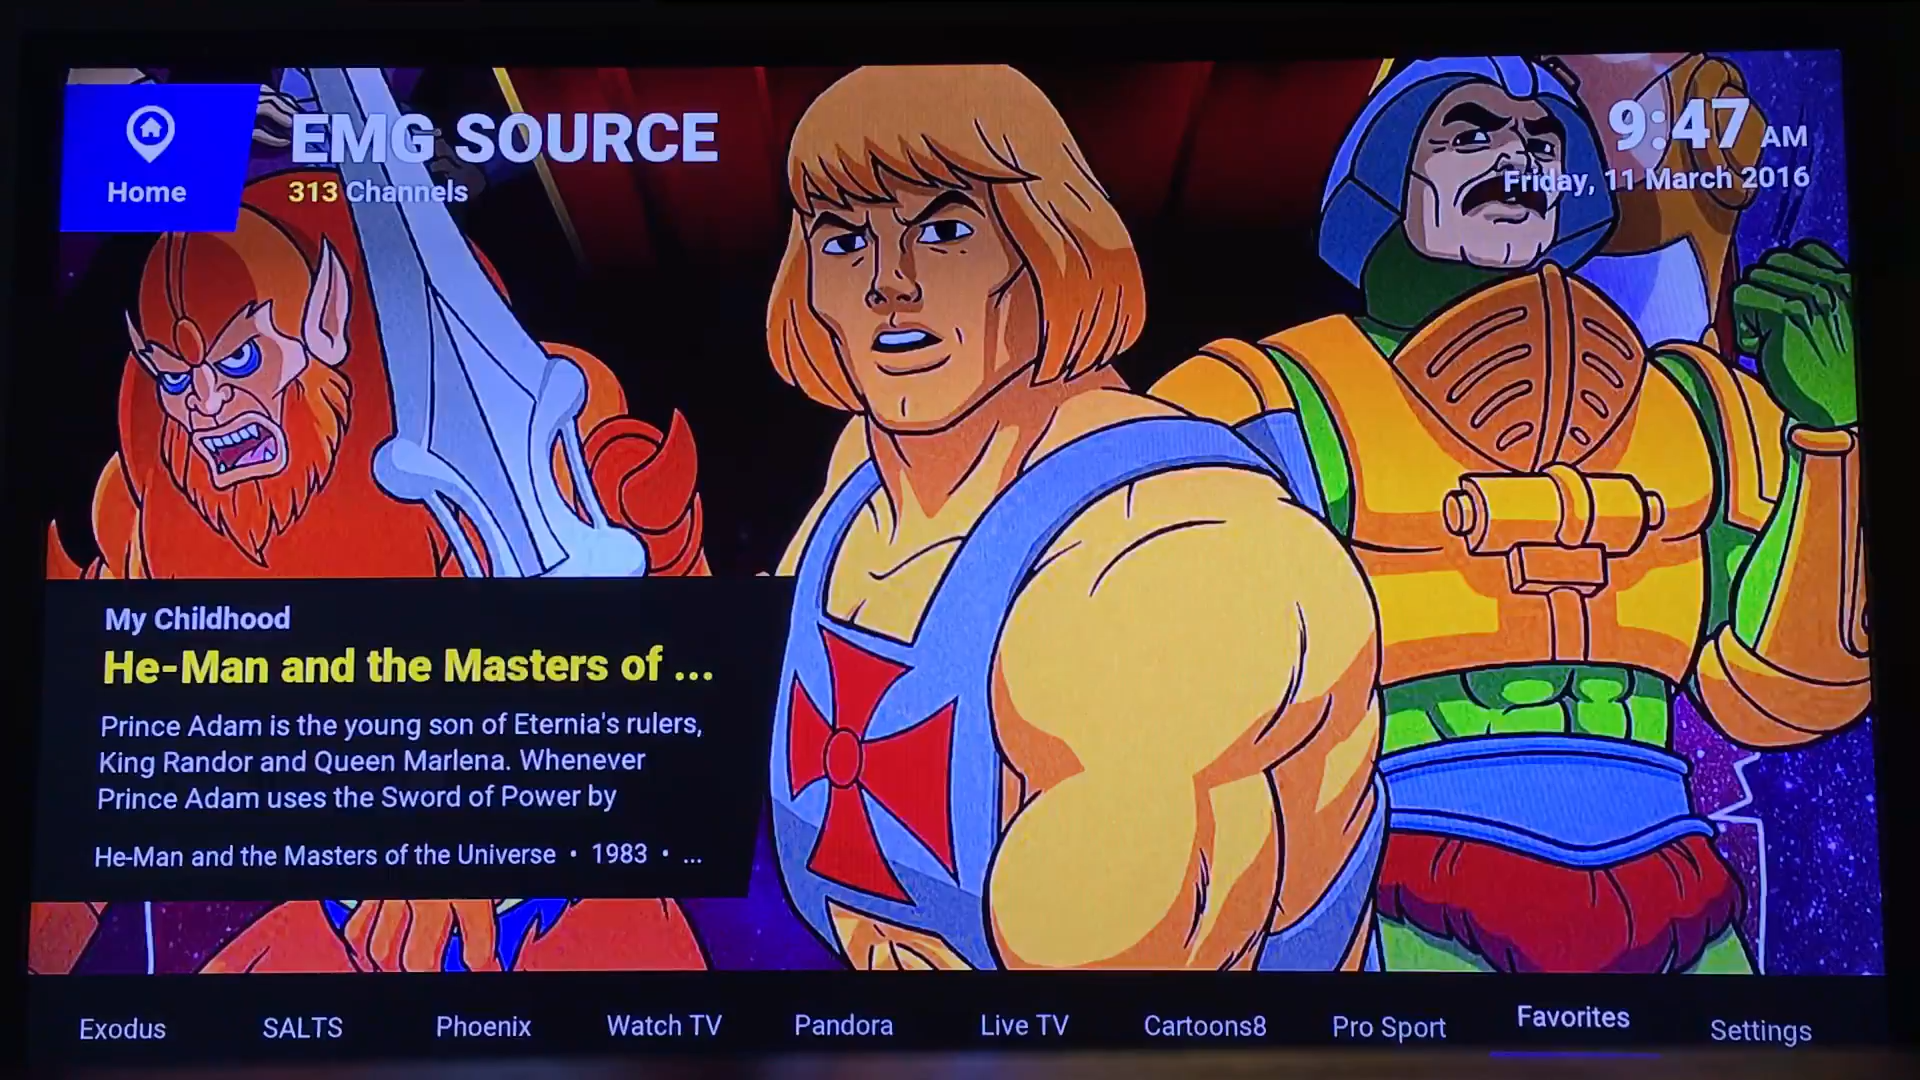 Home
EMG SOURCE
313 Channels
9:47 AM
Friday, 11 March 2016
My Childhood
He-Man and the Masters of ...
Prince Adam is the young son of Eternia's rulers,
King Randor and Queen Marlena. Whenever
Prince Adam uses the Sword of Power by
He-Man and the Masters of the Universe • 1983 • ...
Exodus
SALTS
Phoenix
Watch TV
Pandora
Live TV
Cartoons8
Pro Sport
Favorites
Settings